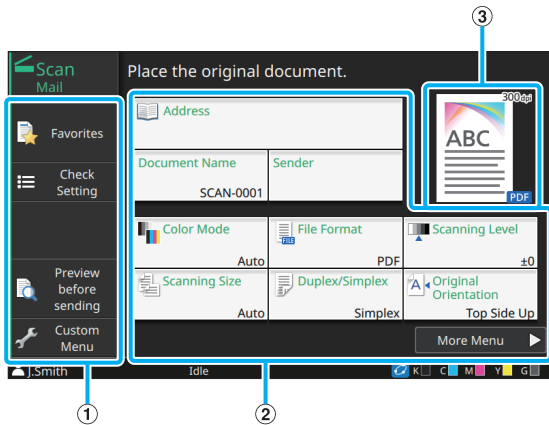 3
Scan
Mail
Place the original document.
Favorites
Check
Setting
Preview
before
sending
Custom
Menu
Address
Document Name
SCAN-0001
Sender
Color Mode
Auto
File Format
FILE
PDF
Scanning Level
±0
Scanning Size
Auto
Duplex/Simplex
Simplex
A
Original
Orientation
Top Side Up
More Menu
300dpi
ABC
PDF
J.Smith
Idle
K C M Y G
1
2